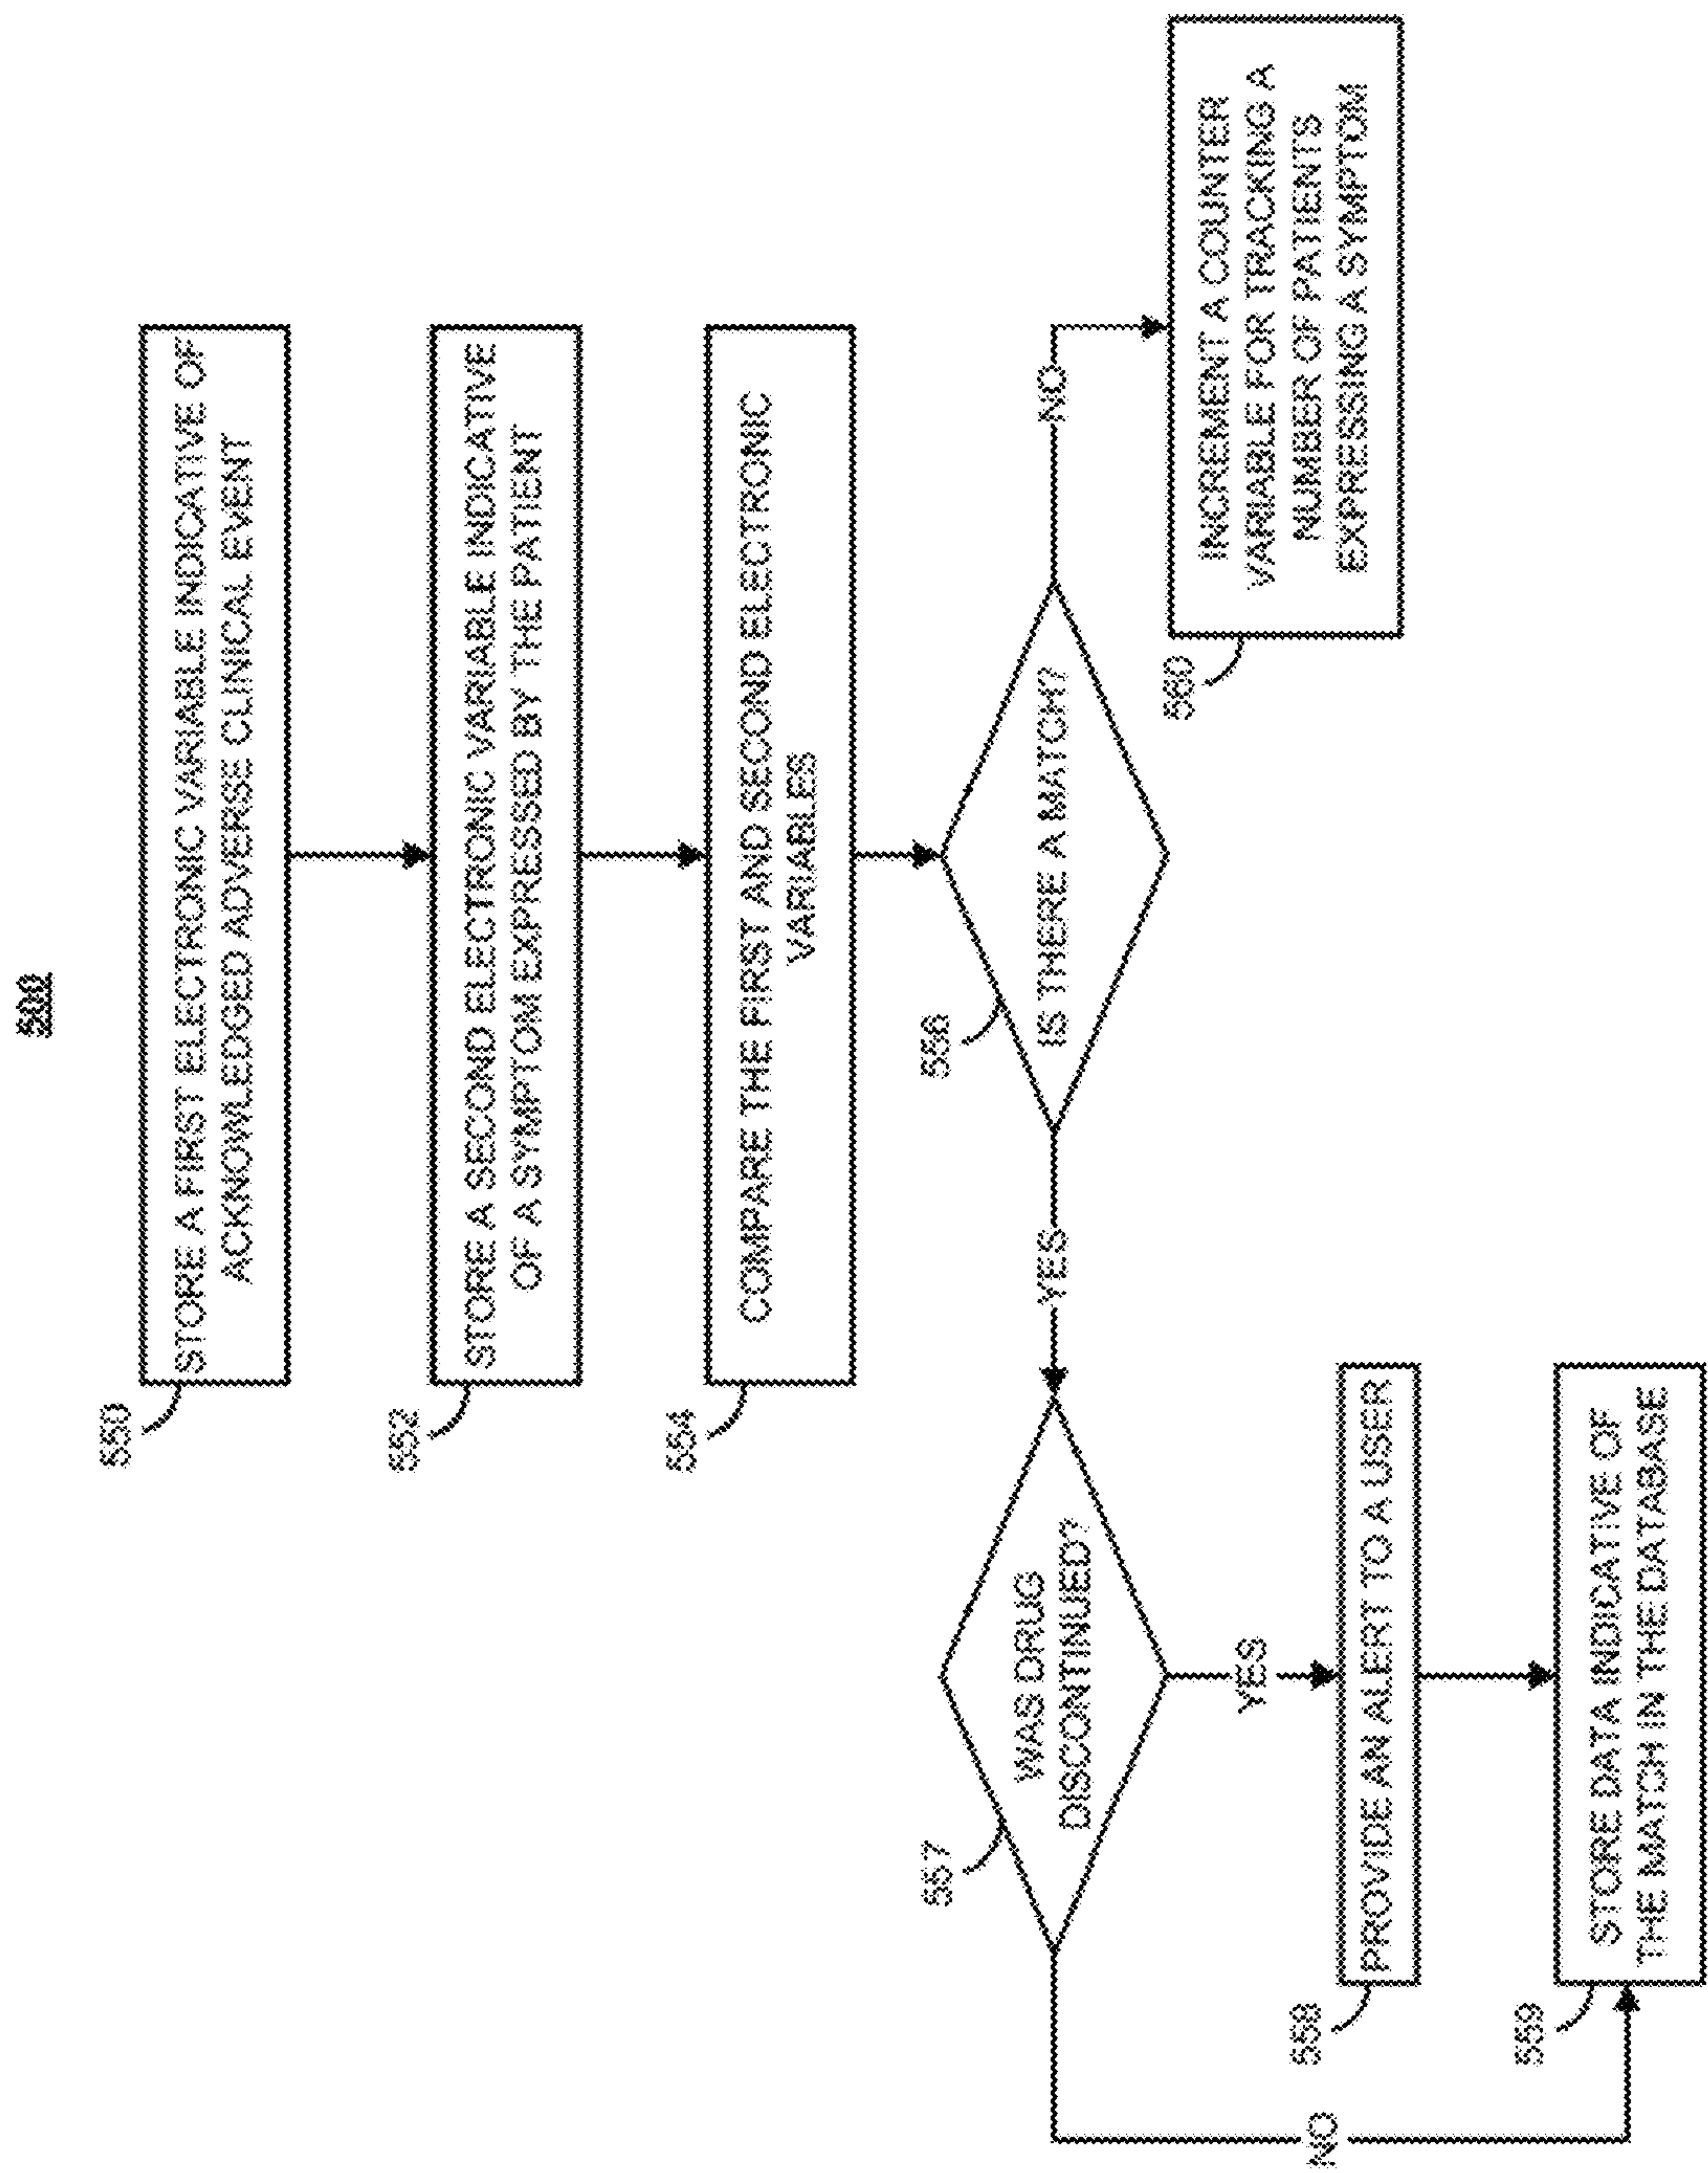 500
550
STORE A FIRST ELECTRONIC VARIABLE INDICATIVE OF
ACKNOWLEDGED ADVERSE CLINICAL EVENT
552
STORE A SECOND ELECTRONIC VARIABLE INDICATIVE
OF A SYMPTOM EXPRESSED BY THE PATIENT
554
COMPARE THE FIRST AND SECOND ELECTRONIC
VARIABLES
556
IS THERE A MATCH?
YES
NO
557
WAS DRUG
DISCONTINUED?
560
INCREMENT A COUNTER
VARIABLE FOR TRACKING A
NUMBER OF PATIENTS
EXPRESSING A SYMPTOM
YES
NO
558
PROVIDE AN ALERT TO A USER
559
STORE DATA INDICATIVE OF
THE MATCH IN THE DATABASE